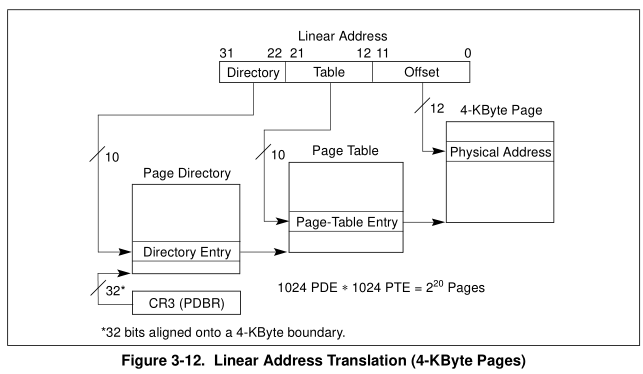 Linear Address
31 22 21 12 11 0
Directory Table Offset
12 4-KByte Page
10 10 Page Table Physical Address
Page Directory
Page-Table Entry
Directory Entry
32* 1024 PDE ∗ 1024 PTE = 2²⁰ Pages
CR3 (PDBR)
*32 bits aligned onto a 4-KByte boundary.
Figure 3-12. Linear Address Translation (4-KByte Pages)